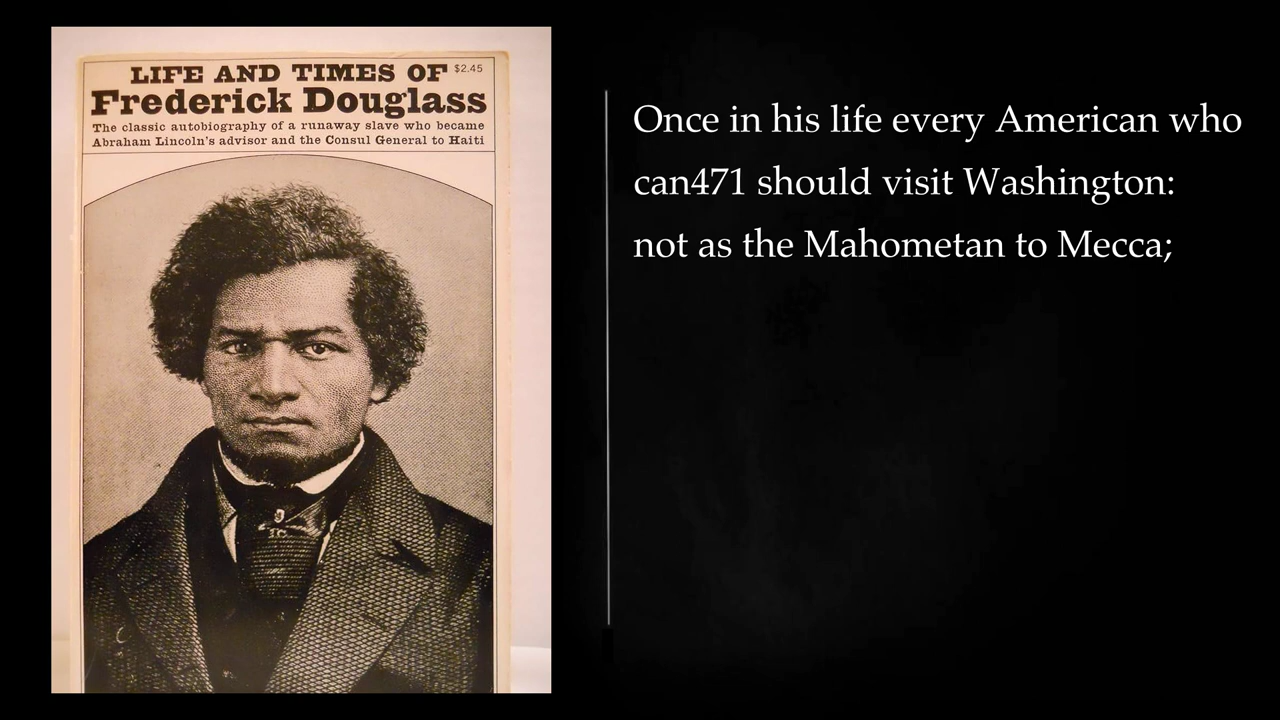 LIFE AND TIMES OF $2.45
Frederick Douglass
The classic autobiography of a runaway slave who became
Abraham Lincoln's advisor and the Consul General to Haiti
Once in his life every American who
can471 should visit Washington:
not as the Mahometan to Mecca;